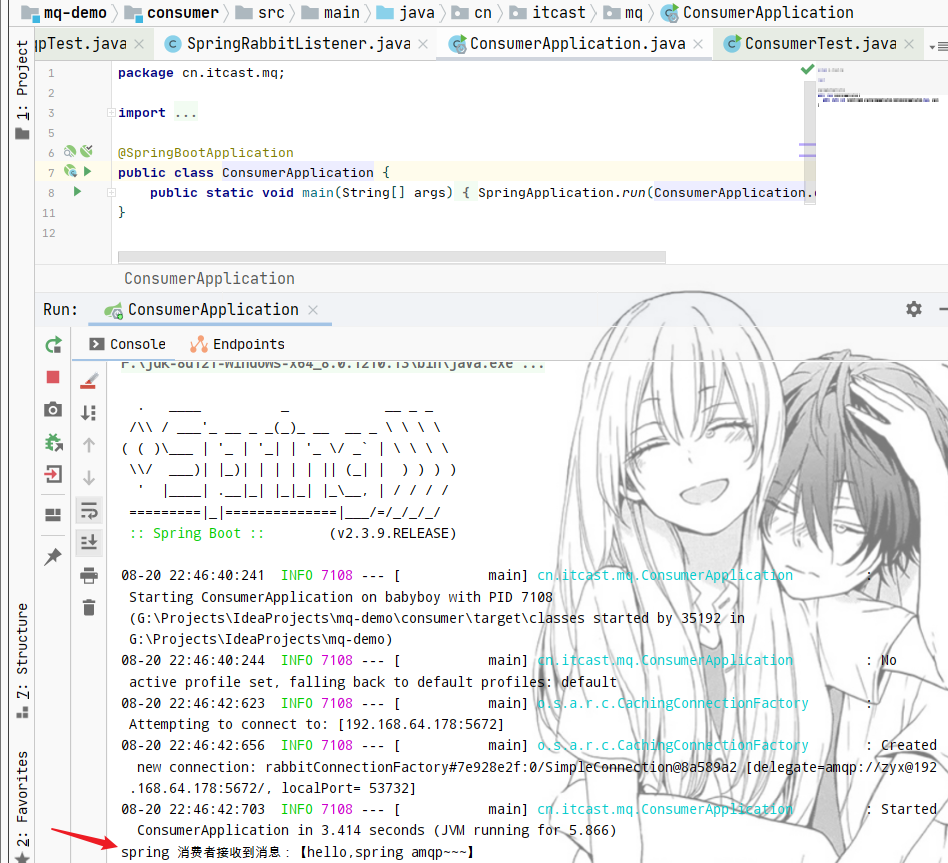 mq-demo consumer src main java cn itcast mq ConsumerApplication
qpTest.java SpringRabbitListener.java ConsumerApplication.java ConsumerTest.java
1: Project
1 package cn.itcast.mq;
2
3 import ...
5
6 @SpringBootApplication
7 public class ConsumerApplication {
8 public static void main(String[] args) { SpringApplication.run(ConsumerApplication.
11 }
12
ConsumerApplication
Run: ConsumerApplication
Console Endpoints
F:\jdk-8u121-windows-x64_8.0.1210.13\bin\java.exe ...
  .   ____          _            __ _ _
 /\\ / ___'_ __ _ _(_)_ __  __ _ \ \ \ \
( ( )\___ | '_ | '_| | '_ \/ _` | \ \ \ \
 \\/  ___)| |_)| | | | | || (_| |  ) ) ) )
  '  |____| .__|_| |_|_| |_\__, | / / / /
 =========|_|==============|___/=/_/_/_/
 :: Spring Boot ::        (v2.3.9.RELEASE)
08-20 22:46:40:241  INFO 7108 --- [           main] cn.itcast.mq.ConsumerApplication         :
 Starting ConsumerApplication on babyboy with PID 7108
 (G:\Projects\IdeaProjects\mq-demo\consumer\target\classes started by 35192 in
 G:\Projects\IdeaProjects\mq-demo)
08-20 22:46:40:244  INFO 7108 --- [           main] cn.itcast.mq.ConsumerApplication         : No
 active profile set, falling back to default profiles: default
08-20 22:46:42:623  INFO 7108 --- [           main] o.s.a.r.c.CachingConnectionFactory       :
 Attempting to connect to: [192.168.64.178:5672]
08-20 22:46:42:656  INFO 7108 --- [           main] o.s.a.r.c.CachingConnectionFactory       : Created
 new connection: rabbitConnectionFactory#7e928e2f:0/SimpleConnection@8a589a2 [delegate=amqp://zyx@192
.168.64.178:5672/, localPort= 53732]
08-20 22:46:42:703  INFO 7108 --- [           main] cn.itcast.mq.ConsumerApplication         : Started
 ConsumerApplication in 3.414 seconds (JVM running for 5.866)
spring 消费者接收到消息：【hello,spring amqp~~~】
7: Structure
2: Favorites